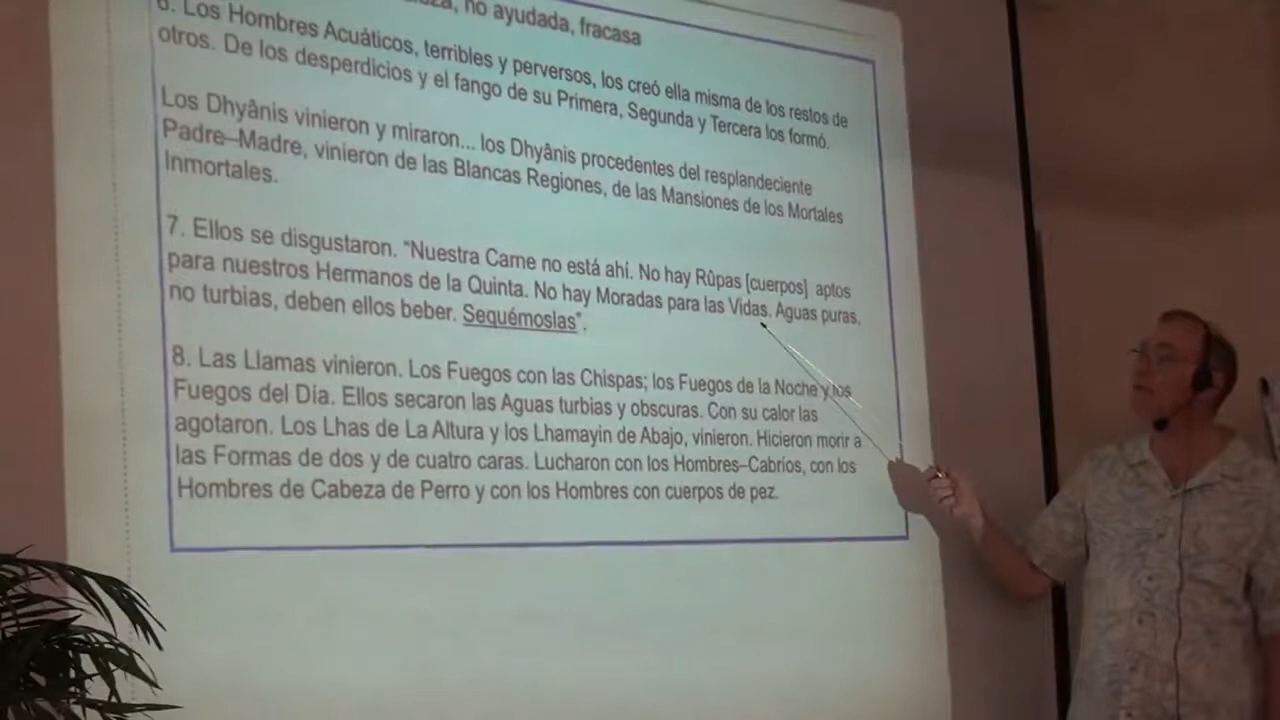 no ayudada, fracasa
6. Los Hombres Acuáticos, terribles y perversos, los creó ella misma de los restos de
otros. De los desperdicios y el fango de su Primera, Segunda y Tercera los formó.
Los Dhyânis vinieron y miraron... los Dhyânis procedentes del resplandeciente
Padre–Madre, vinieron de las Blancas Regiones, de las Mansiones de los Mortales
Inmortales.
7. Ellos se disgustaron. “Nuestra Carne no está ahí. No hay Rûpas [cuerpos] aptos
para nuestros Hermanos de la Quinta. No hay Moradas para las Vidas. Aguas puras,
no turbias, deben ellos beber. Sequémoslas”.
8. Las Llamas vinieron. Los Fuegos con las Chispas; los Fuegos de la Noche y los
Fuegos del Día. Ellos secaron las Aguas turbias y obscuras. Con su calor las
agotaron. Los Lhas de La Altura y los Lhamayin de Abajo, vinieron. Hicieron morir a
las Formas de dos y de cuatro caras. Lucharon con los Hombres–Cabríos, con los
Hombres de Cabeza de Perro y con los Hombres con cuerpos de pez.